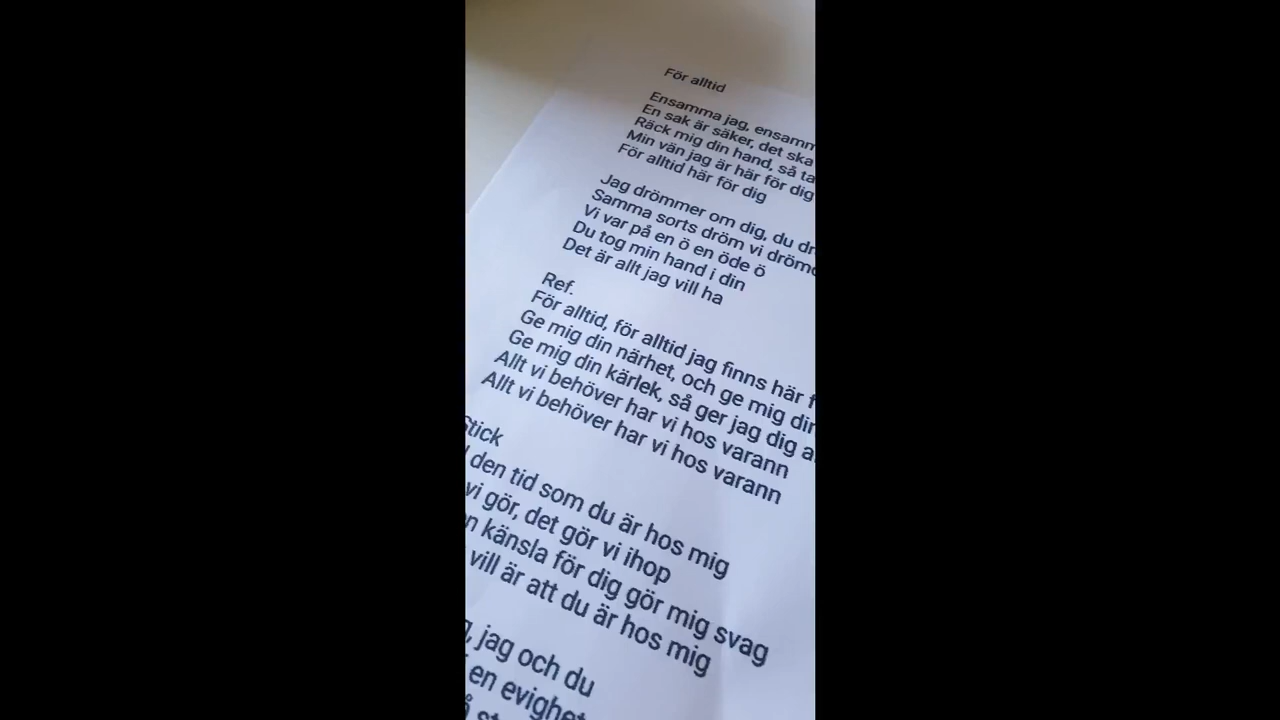 För alltid
Ensamma jag, ensamm
En sak är säker, det ska
Räck mig din hand, så ta
Min vän jag är här för dig
För alltid här för dig
Jag drömmer om dig, du dr
Samma sorts dröm vi dröm
Vi var på en ö en öde ö
Du tog min hand i din
Det är allt jag vill ha
Ref.
För alltid, för alltid jag finns här f
Ge mig din närhet, och ge mig din
Ge mig din kärlek, så ger jag dig a
Allt vi behöver har vi hos varann
Allt vi behöver har vi hos varann
Stick
den tid som du är hos mig
vi gör, det gör vi ihop
n känsla för dig gör mig svag
vill är att du är hos mig
, jag och du
en evighet